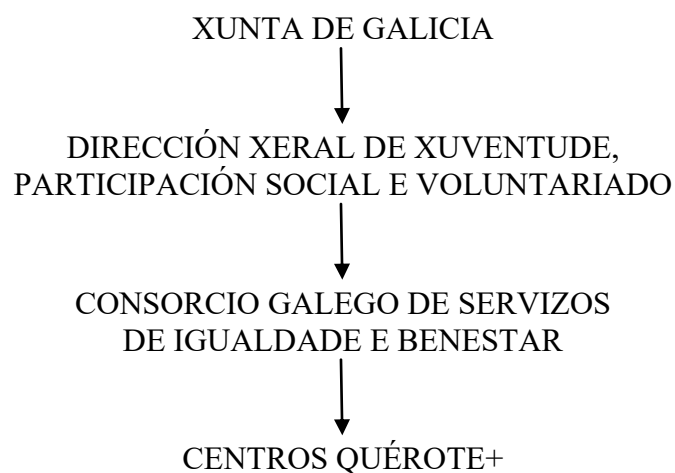 XUNTA DE GALICIA
DIRECCIÓN XERAL DE XUVENTUDE,
PARTICIPACIÓN SOCIAL E VOLUNTARIADO
CONSORCIO GALEGO DE SERVIZOS
DE IGUALDADE E BENESTAR
CENTROS QUÉROTE+